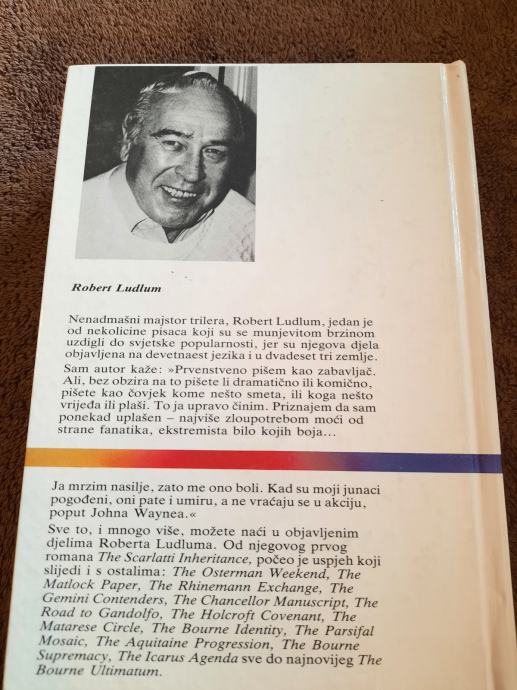 Robert Ludlum
Nenadmašni majstor trilera, Robert Ludlum, jedan je
od nekolicine pisaca koji su se munjevitom brzinom
uzdigli do svjetske popularnosti, jer su njegova djela
objavljena na devetnaest jezika i u dvadeset tri zemlje.
Sam autor kaže: »Prvenstveno pišem kao zabavljač.
Ali, bez obzira na to pišete li dramatično ili komično,
pišete kao čovjek kome nešto smeta, ili koga nešto
vrijeđa ili plaši. To ja upravo činim. Priznajem da sam
ponekad uplašen – najviše zloupotrebom moći od
strane fanatika, ekstremista bilo kojih boja...
Ja mrzim nasilje, zato me ono boli. Kad su moji junaci
pogođeni, oni pate i umiru, a ne vraćaju se u akciju,
poput Johna Waynea.«
Sve to, i mnogo više, možete naći u objavljenim
djelima Roberta Ludluma. Od njegovog prvog
romana The Scarlatti Inheritance, počeo je uspjeh koji
slijedi i s ostalima: The Osterman Weekend, The
Matlock Paper, The Rhinemann Exchange, The
Gemini Contenders, The Chancellor Manuscript, The
Road to Gandolfo, The Holcroft Covenant, The
Matarese Circle, The Bourne Identity, The Parsifal
Mosaic, The Aquitaine Progression, The Bourne
Supremacy, The Icarus Agenda sve do najnovijeg The
Bourne Ultimatum.